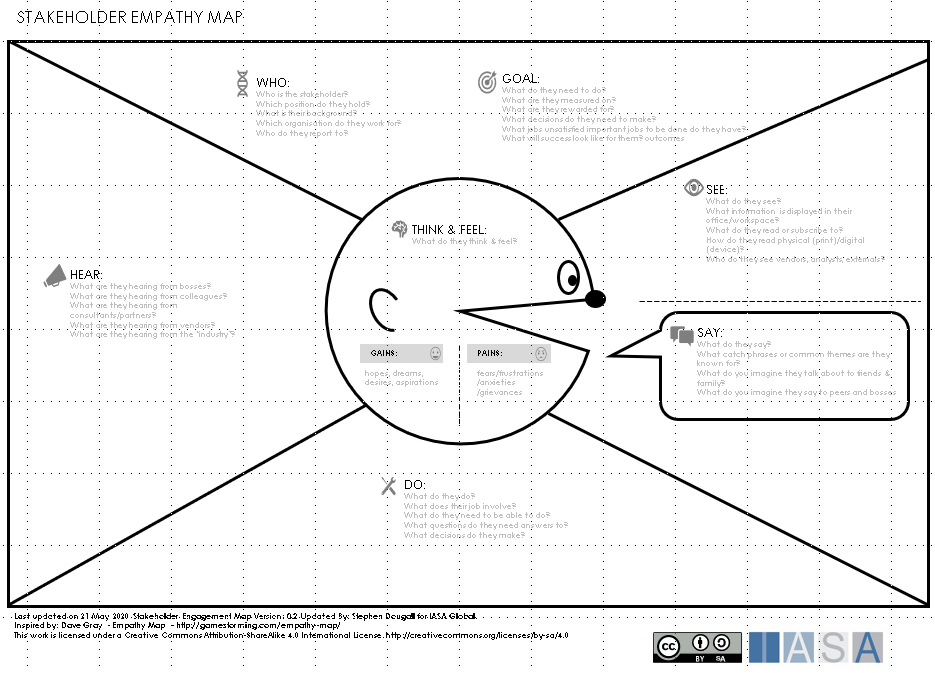 STAKEHOLDER EMPATHY MAP
WHO:
Who is the stakeholder?
Which position do they hold?
What is their background?
Which organisation do they work for?
Who do they report to?
GOAL:
What do they need to do?
What are they measured on?
What are they rewarded for?
What decisions do they need to make?
What jobs unsatisfied important jobs to be done do they have?
What will success look like for them? outcomes
SEE:
What do they see?
What information is displayed in their
office/workspace?
What do they read or subscribe to?
How do they read physical (print)/digital
(device)?
Who do they see vendors, analysis, externals?
THINK & FEEL:
What do they think & feel?
HEAR:
What are they hearing from bosses?
What are they hearing from colleagues?
What are they hearing from
consultants/partners?
What are they hearing from vendors?
What are they hearing from the "industry"?
SAY:
What do they say?
What catch phrases or common themes are they
known for?
What do you imagine they talk about to friends &
family?
What do you imagine they say to peers and bosses
GAINS:
hopes, dreams,
desires, aspirations
PAINS:
fears/frustrations
/anxieties
/grievances
DO:
What do they do?
What does their job involve?
What do they need to be able to do?
What questions do they need answers to?
What decisions do they make?
Last updated on 21 May 2020 Stakeholder Engagement Map Version: 0.2 Updated By: Stephen Dougall for IASA Global.
Inspired by: Dave Gray - Empathy Map - http://gamestorming.com/empathy-map/
This work is licensed under a Creative Commons Attribution-ShareAlike 4.0 International License. http://creativecommons.org/licenses/by-sa/4.0
cc BY SA
IASA